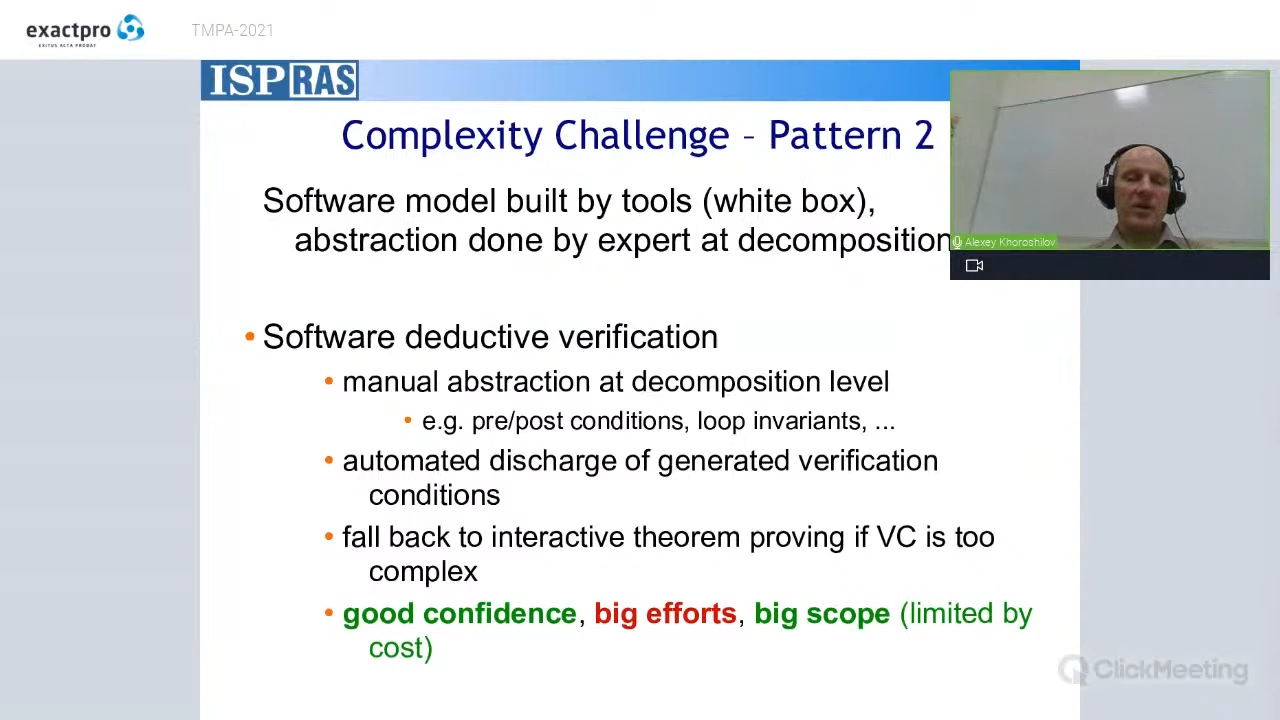 exactpro
EXITUS ACTA PROBAT
TMPA-2021
ISP RAS
Complexity Challenge – Pattern 2
Software model built by tools (white box),
abstraction done by expert at decomposition
Alexey Khoroshilov
• Software deductive verification
• manual abstraction at decomposition level
• e.g. pre/post conditions, loop invariants, ...
• automated discharge of generated verification
conditions
• fall back to interactive theorem proving if VC is too
complex
• good confidence, big efforts, big scope (limited by
cost)
ClickMeeting